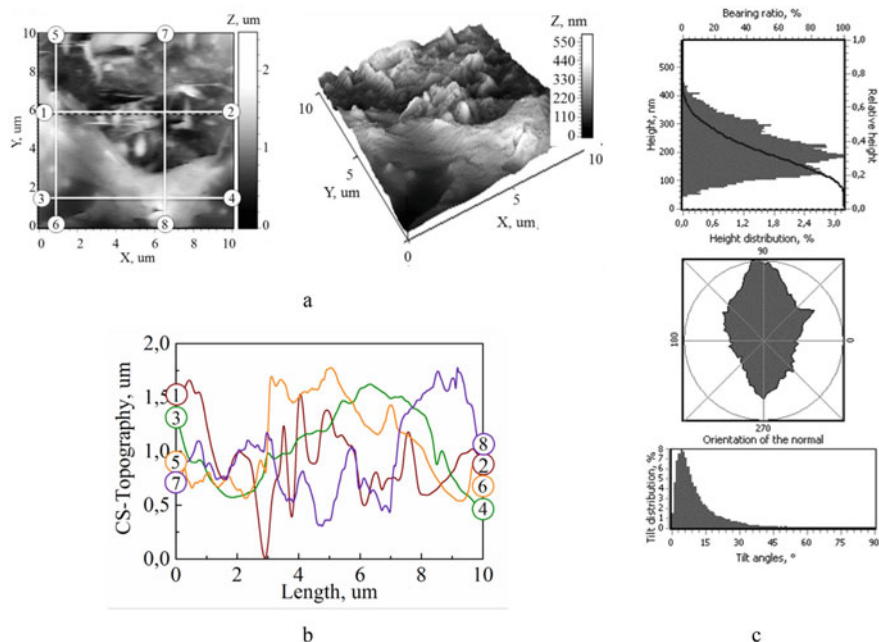 Z, um
10
8
6
4
2
0
Y, um
5
7
1
2
3
4
6
8
0 2 4 6 8 10
X, um
2
1
0
Z, nm
550
440
330
220
110
0
10
5
Y, um
0
5
10
X, um
a
2,0
1,5
1,0
0,5
0,0
CS-Topography, um
1
3
5
7
8
2
6
4
0 2 4 6 8 10
Length, um
b
Bearing ratio, %
0 20 40 60 80 100
500
400
300
200
100
0
Height, nm
1,0
0,8
0,6
0,4
0,2
0,0
Relative height
0,0 0,6 1,2 1,8 2,4 3,0
Height distribution, %
90
180
0
270
Orientation of the normal
8
7
6
5
4
3
2
1
0
Tilt distribution, %
0 15 30 45 60 75 90
Tilt angles, °
c